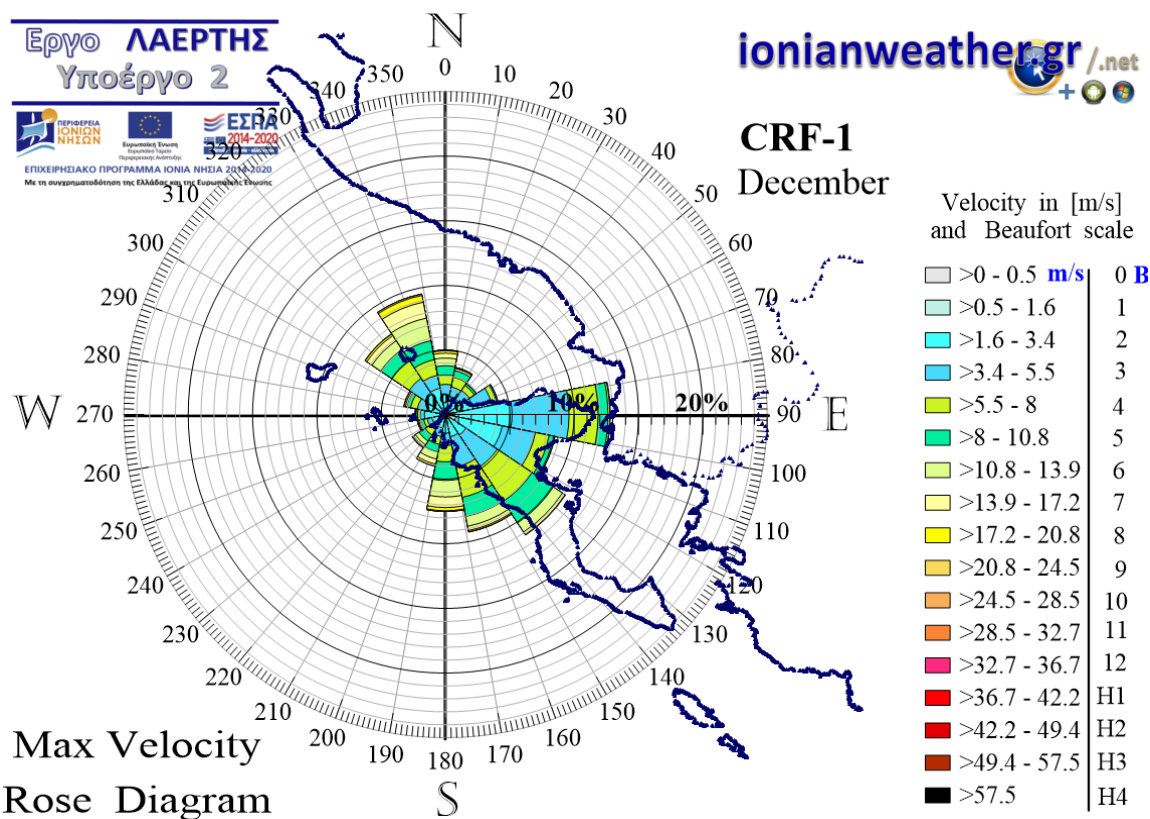 Εργο ΛΑΕΡΤΗΣ
Υποέργο 2
ΠΕΡΙΦΕΡΕΙΑ
ΙΟΝΙΩΝ
ΝΗΣΩΝ
Ευρωπαϊκή Ένωση
Ευρωπαϊκό Ταμείο
Περιφερειακής Ανάπτυξης
ΕΣΠΑ
2014-2020
ΕΠΙΧΕΙΡΗΣΙΑΚΟ ΠΡΟΓΡΑΜΜΑ ΙΟΝΙΑ ΝΗΣΙΑ 2014-2020
Με τη συγχρηματοδότηση της Ελλάδας και της Ευρωπαϊκής Ένωσης
ionianweather.gr /.net
+
CRF-1
December
N
0
10
20
30
40
50
60
70
80
90
E
100
110
120
130
140
150
160
170
180
S
190
200
210
220
230
240
250
260
270
W
280
290
300
310
320
330
340
350
0%
10%
20%
Velocity in [m/s]
and Beaufort scale
>0 - 0.5 m/s 0 B
>0.5 - 1.6 1
>1.6 - 3.4 2
>3.4 - 5.5 3
>5.5 - 8 4
>8 - 10.8 5
>10.8 - 13.9 6
>13.9 - 17.2 7
>17.2 - 20.8 8
>20.8 - 24.5 9
>24.5 - 28.5 10
>28.5 - 32.7 11
>32.7 - 36.7 12
>36.7 - 42.2 H1
>42.2 - 49.4 H2
>49.4 - 57.5 H3
>57.5 H4
Max Velocity
Rose Diagram